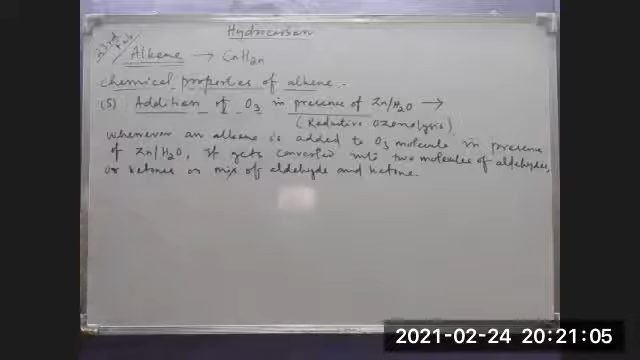 Hydrocarbon
23rd Feb
Alkene → CnH2n
Chemical properties of alkene -
(5) Addition of O3 in presence of Zn/H2O →
(Reductive Ozonolysis)
Whenever an alkene is added to O3 molecule in presence
of Zn/H2O, it gets converted into two molecules of aldehydes,
or ketones or mix of aldehyde and ketone.
2021-02-24 20:21:05